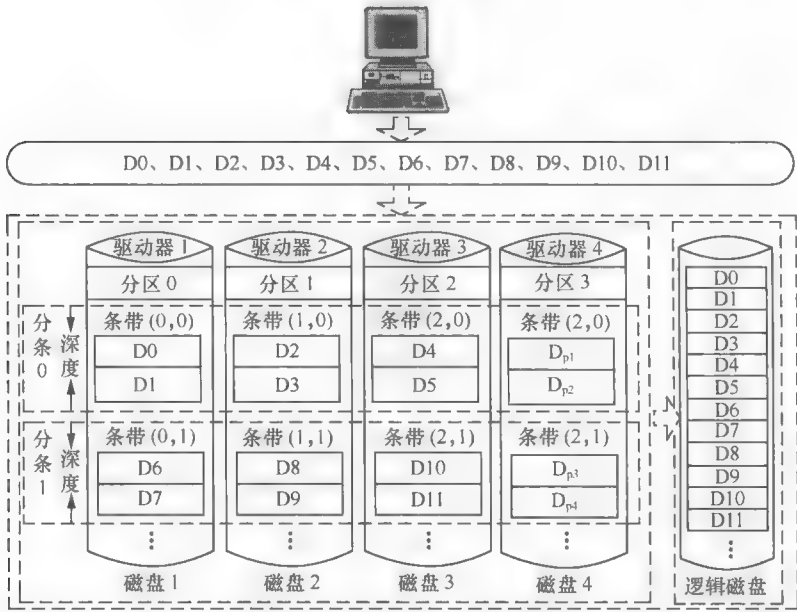 D0、D1、D2、D3、D4、D5、D6、D7、D8、D9、D10、D11
驱动器1 驱动器2 驱动器3 驱动器4
分区0 分区1 分区2 分区3
分条0 深度
条带(0,0) 条带(1,0) 条带(2,0) 条带(2,0)
D0 D2 D4 Dp1
D1 D3 D5 Dp2
分条1 深度
条带(0,1) 条带(1,1) 条带(2,1) 条带(2,1)
D6 D8 D10 Dp3
D7 D9 D11 Dp4
磁盘1 磁盘2 磁盘3 磁盘4
D0
D1
D2
D3
D4
D5
D6
D7
D8
D9
D10
D11
逻辑磁盘